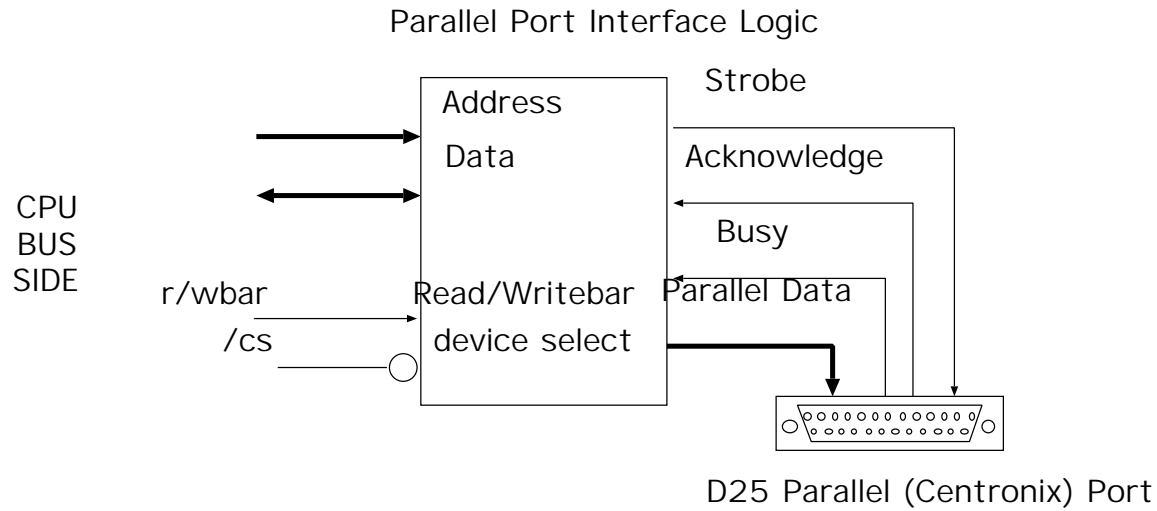 Parallel Port Interface Logic
Strobe
Address
Data
Acknowledge
CPU
BUS
SIDE
Busy
r/wbar
Read/Writebar
Parallel Data
/cs
device select
D25 Parallel (Centronix) Port